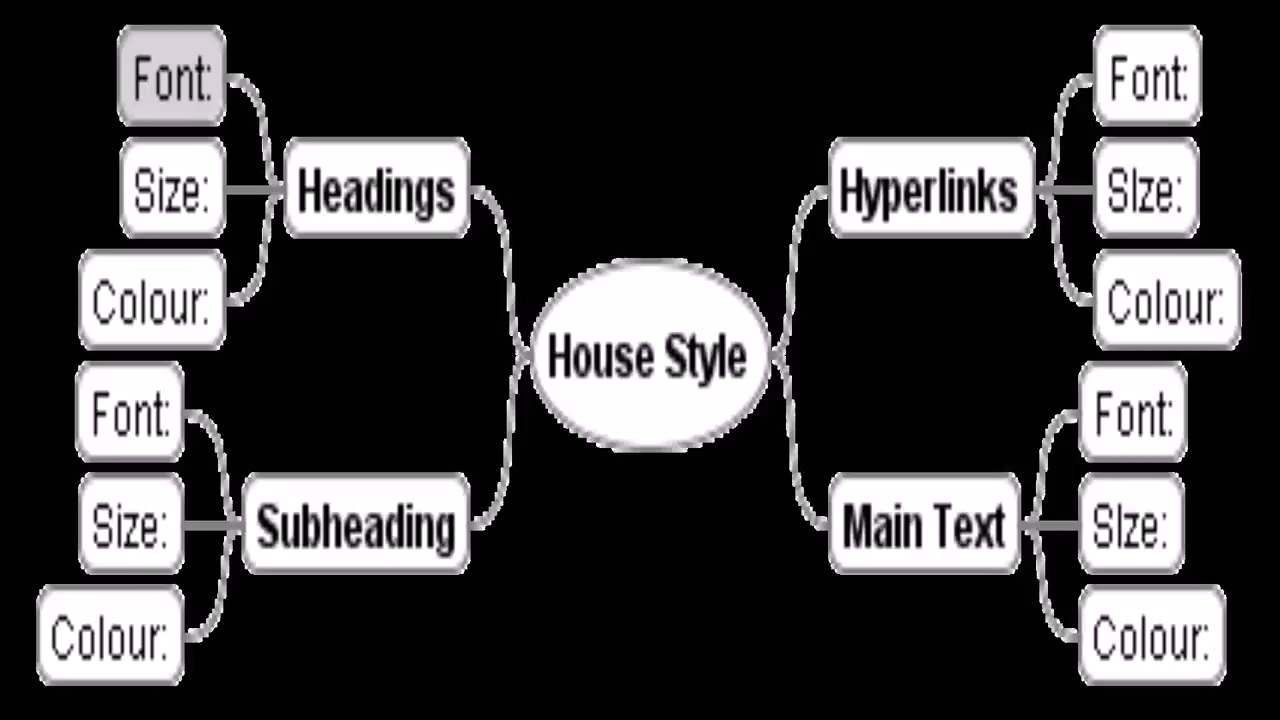 House Style
Headings
Font:
Size:
Colour:
Subheading
Font:
Size:
Colour:
Hyperlinks
Font:
SIze:
Colour:
Main Text
Font:
SIze:
Colour: